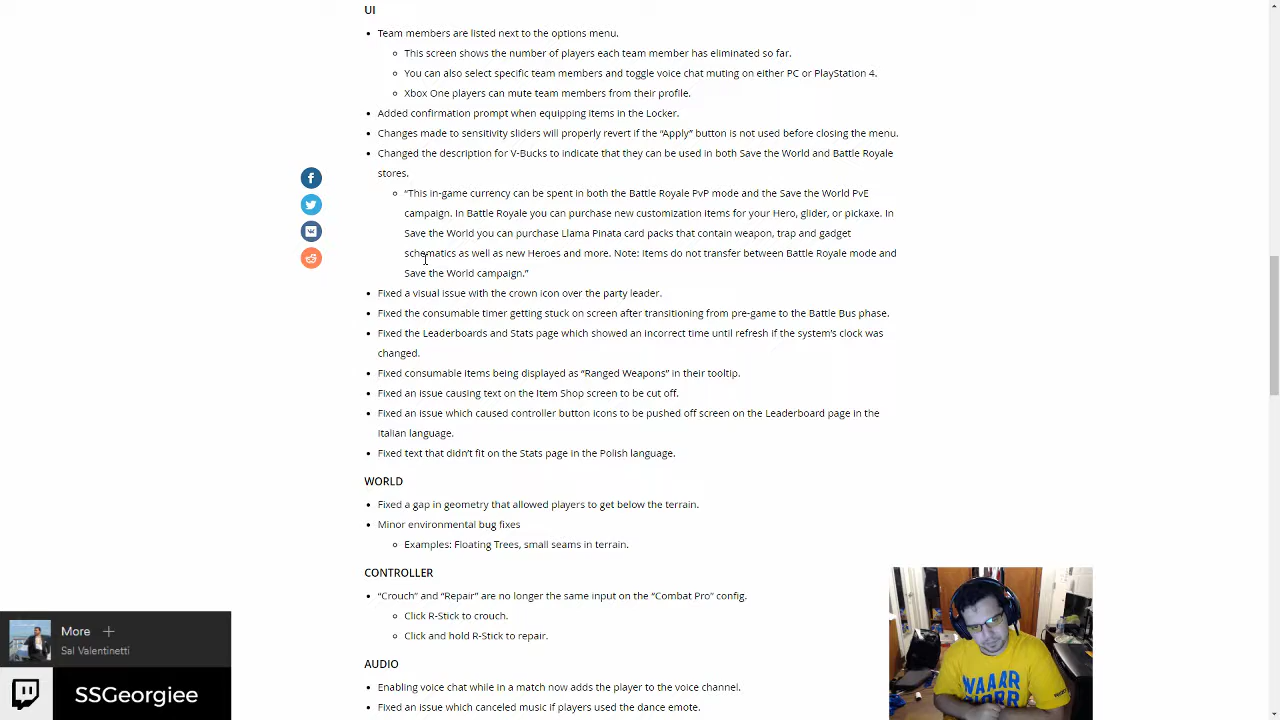 UI
• Team members are listed next to the options menu.
◦ This screen shows the number of players each team member has eliminated so far.
◦ You can also select specific team members and toggle voice chat muting on either PC or PlayStation 4.
◦ Xbox One players can mute team members from their profile.
• Added confirmation prompt when equipping items in the Locker.
• Changes made to sensitivity sliders will properly revert if the “Apply” button is not used before closing the menu.
• Changed the description for V-Bucks to indicate that they can be used in both Save the World and Battle Royale
stores.
◦ “This in-game currency can be spent in both the Battle Royale PvP mode and the Save the World PvE
campaign. In Battle Royale you can purchase new customization items for your Hero, glider, or pickaxe. In
Save the World you can purchase Llama Pinata card packs that contain weapon, trap and gadget
schematics as well as new Heroes and more. Note: Items do not transfer between Battle Royale mode and
Save the World campaign.”
• Fixed a visual issue with the crown icon over the party leader.
• Fixed the consumable timer getting stuck on screen after transitioning from pre-game to the Battle Bus phase.
• Fixed the Leaderboards and Stats page which showed an incorrect time until refresh if the system’s clock was
changed.
• Fixed consumable items being displayed as “Ranged Weapons” in their tooltip.
• Fixed an issue causing text on the Item Shop screen to be cut off.
• Fixed an issue which caused controller button icons to be pushed off screen on the Leaderboard page in the
Italian language.
• Fixed text that didn’t fit on the Stats page in the Polish language.
WORLD
• Fixed a gap in geometry that allowed players to get below the terrain.
• Minor environmental bug fixes
◦ Examples: Floating Trees, small seams in terrain.
CONTROLLER
• “Crouch” and “Repair” are no longer the same input on the “Combat Pro” config.
◦ Click R-Stick to crouch.
◦ Click and hold R-Stick to repair.
AUDIO
• Enabling voice chat while in a match now adds the player to the voice channel.
• Fixed an issue which canceled music if players used the dance emote.
More +
Sal Valentinetti
SSGeorgiee